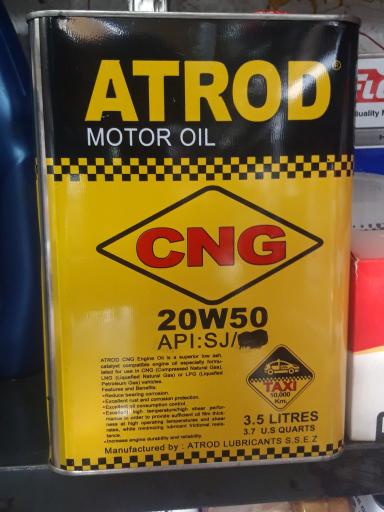 ATROD®
MOTOR OIL
CNG
20W50
API:SJ/
ATROD CNG Engine Oil is a superior low ash,
catalyst compatible engine oil especially formu-
lated for use in CNG (Compressed Natural Gas),
LNG (Liquefied Natural Gas) or LPG (Liquefied
Petroleum Gas) vehicles.
Features and Benefits:
•Reduce bearing corrosion.
•Excellent rust and corrosion protection.
•Excellent oil consumption control.
•Excellent high temperature/high shear perfor-
mance in order to provide sufficient oil film thick-
ness at high operating temperatures and shear
rates, while minimizing lubricant frictional resis-
tance.
•Increase engine durability and reliability.
TAXI
10,000
Km.
3.5 LITRES
3.7 U.S QUARTS
Manufactured by : ATROD LUBRICANTS S.S.E.Z